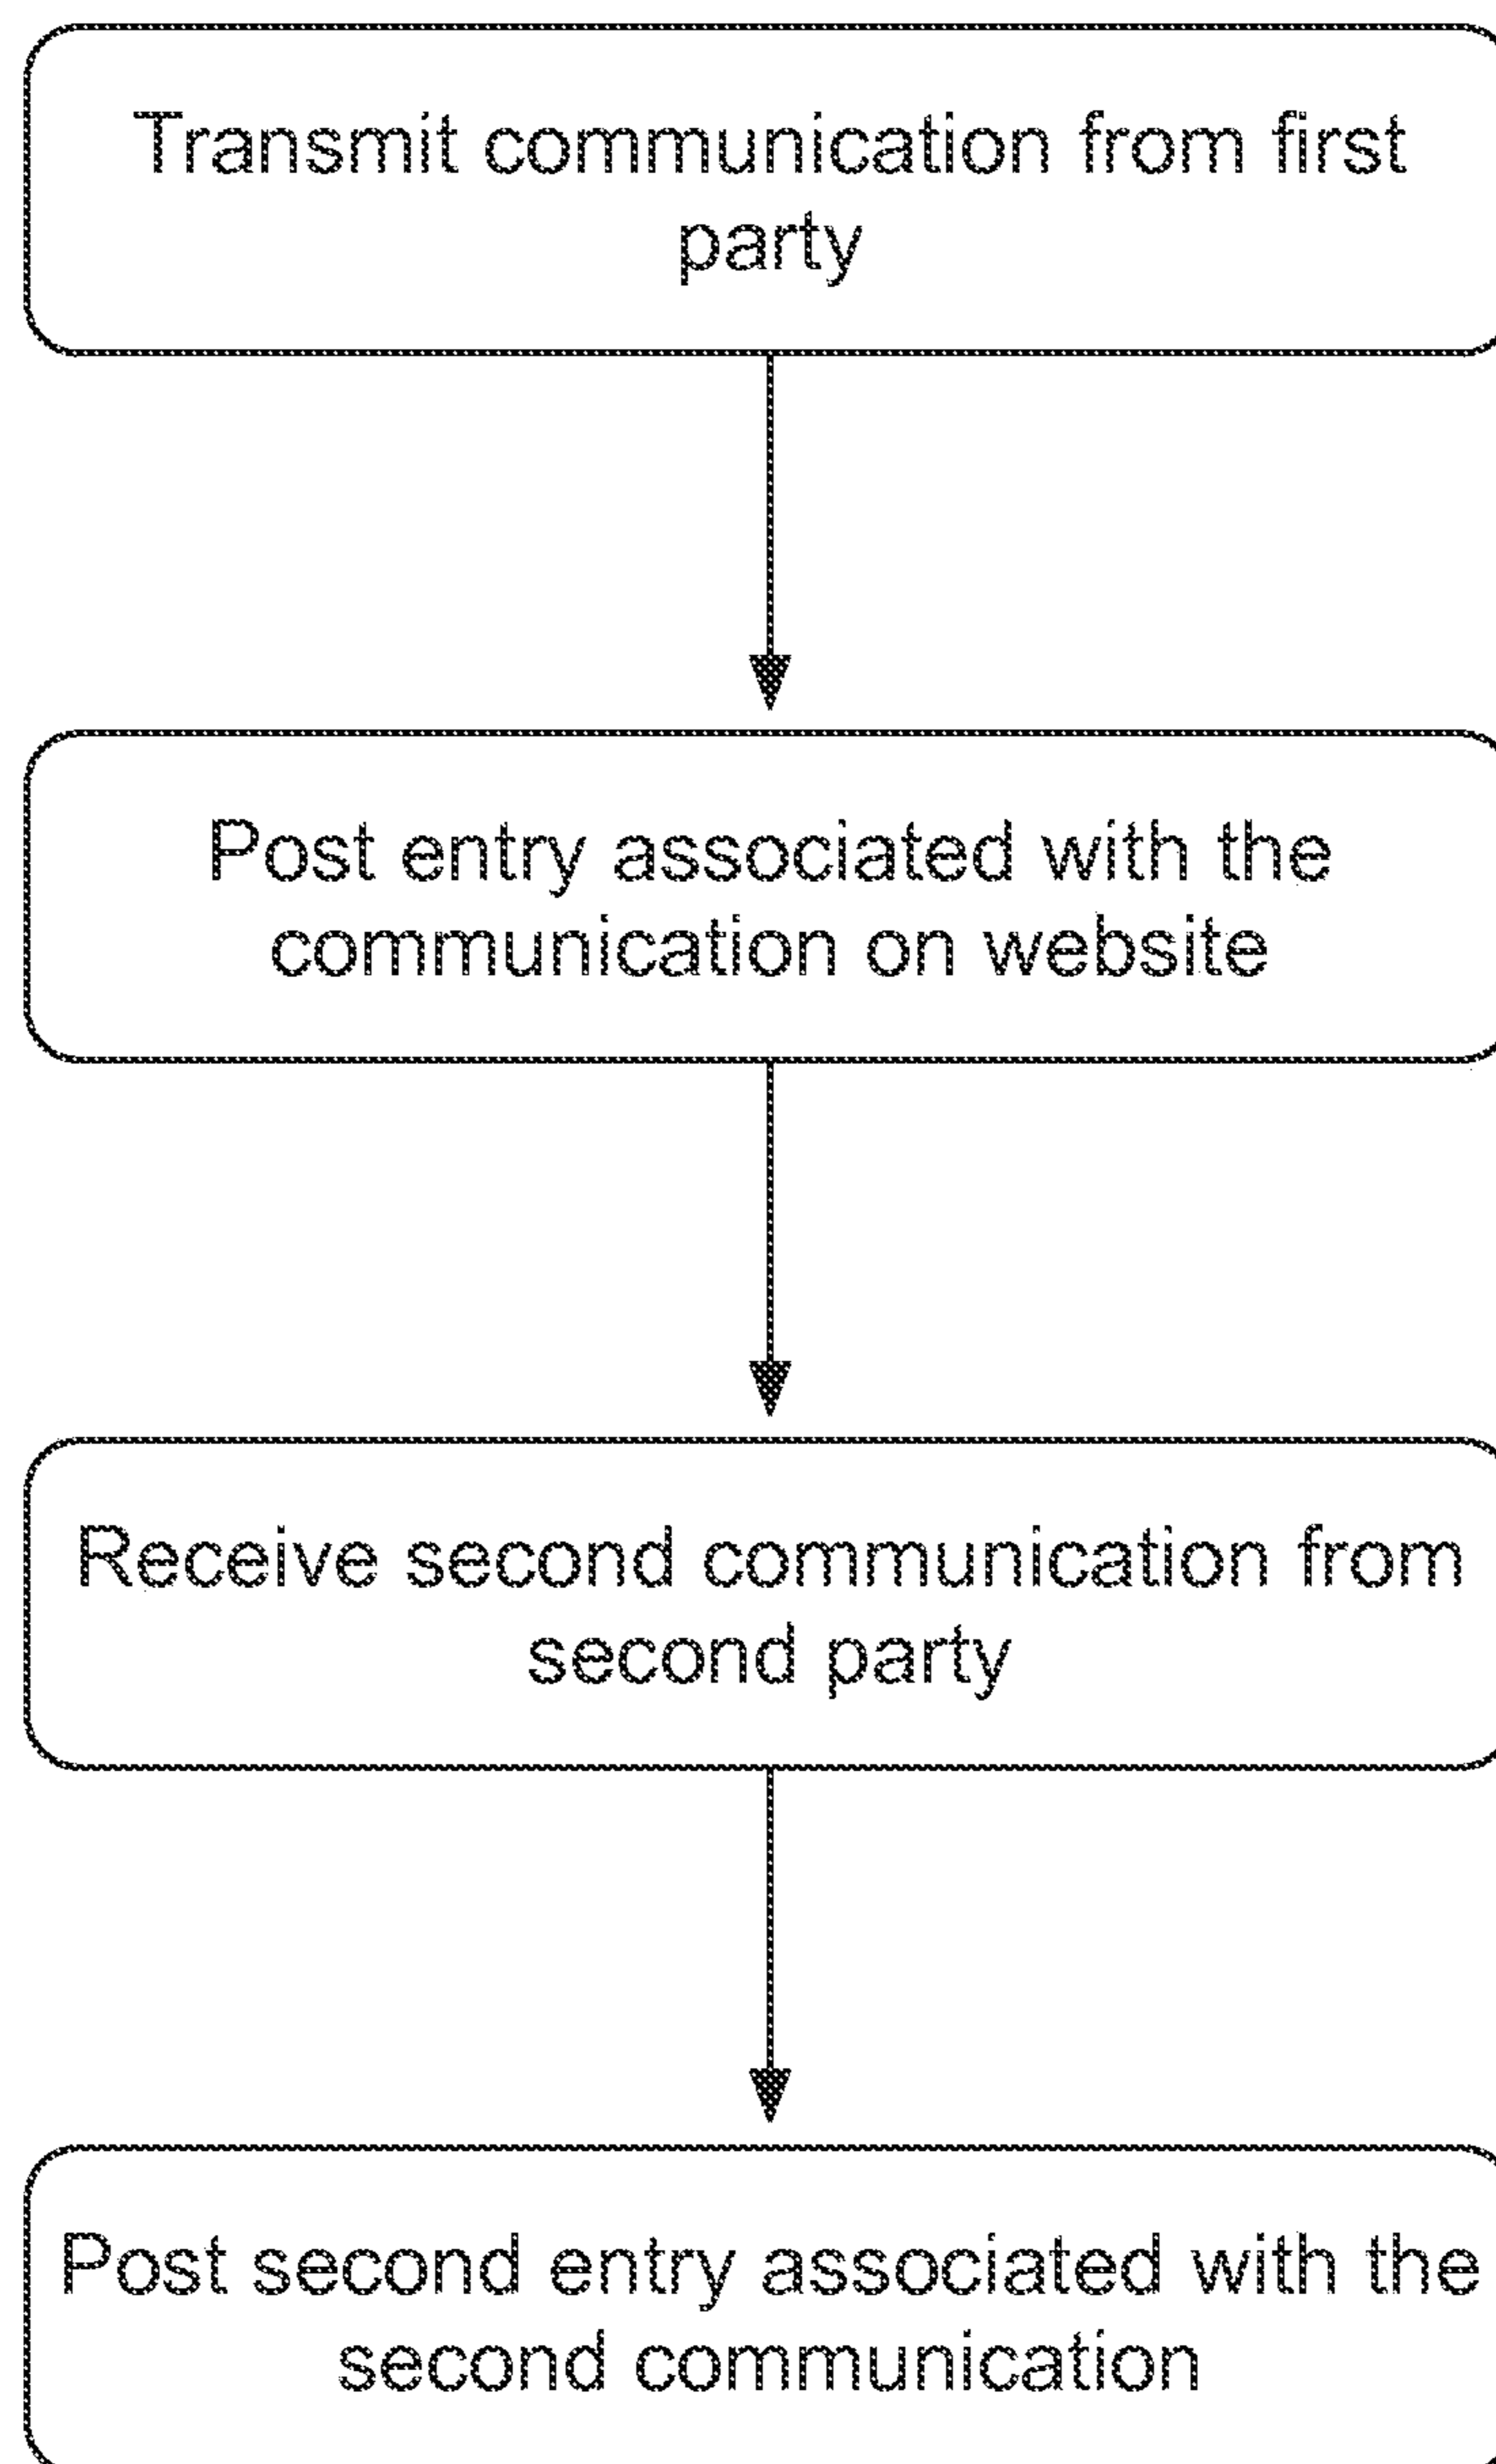 Transmit communication from first
party
Post entry associated with the
communication on website
Receive second communication from
second party
Post second entry associated with the
second communication